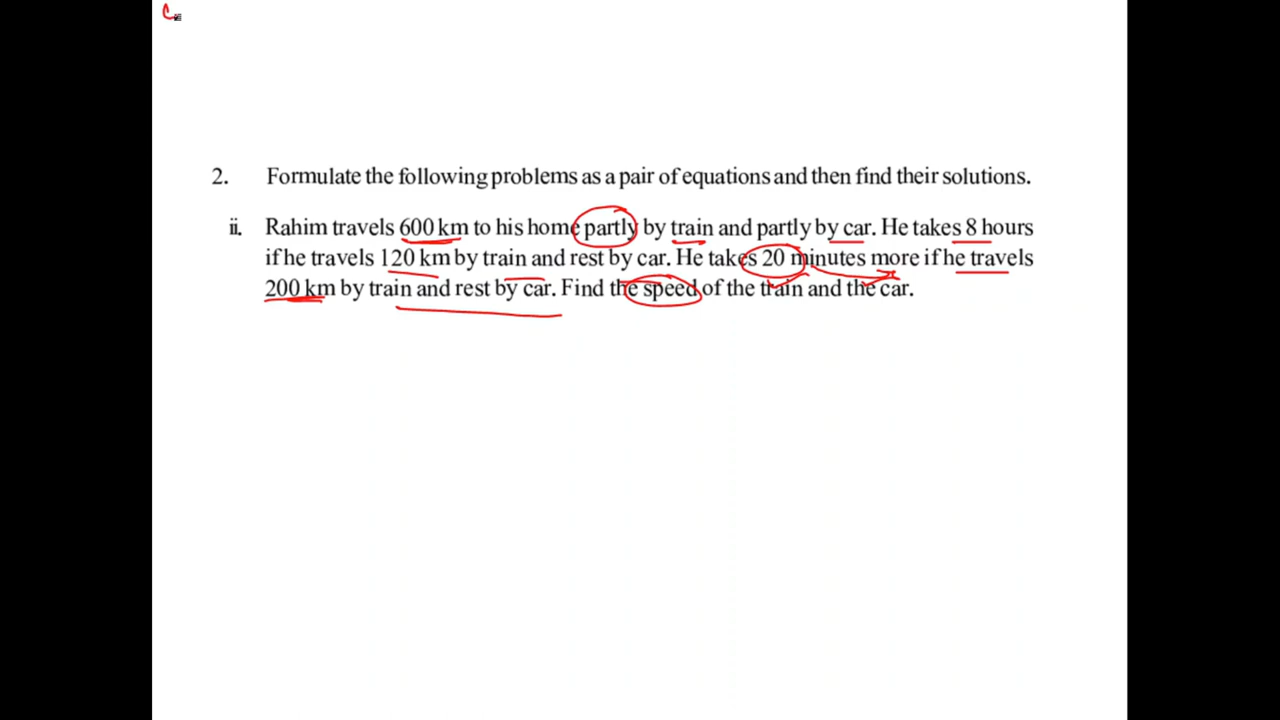 2. Formulate the following problems as a pair of equations and then find their solutions.
ii. Rahim travels 600 km to his home partly by train and partly by car. He takes 8 hours
if he travels 120 km by train and rest by car. He takes 20 minutes more if he travels
200 km by train and rest by car. Find the speed of the train and the car.